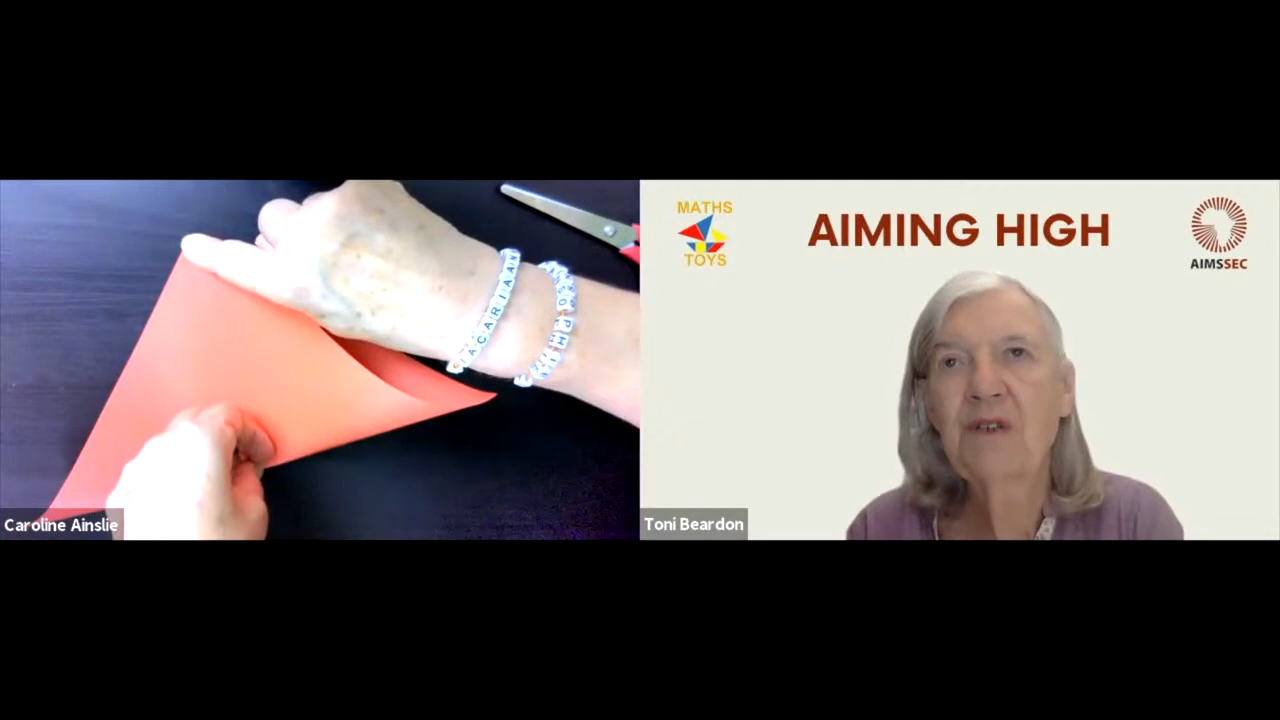 MATHS
TOYS
AIMING HIGH
AIMSSEC
Caroline Ainslie
Toni Beardon